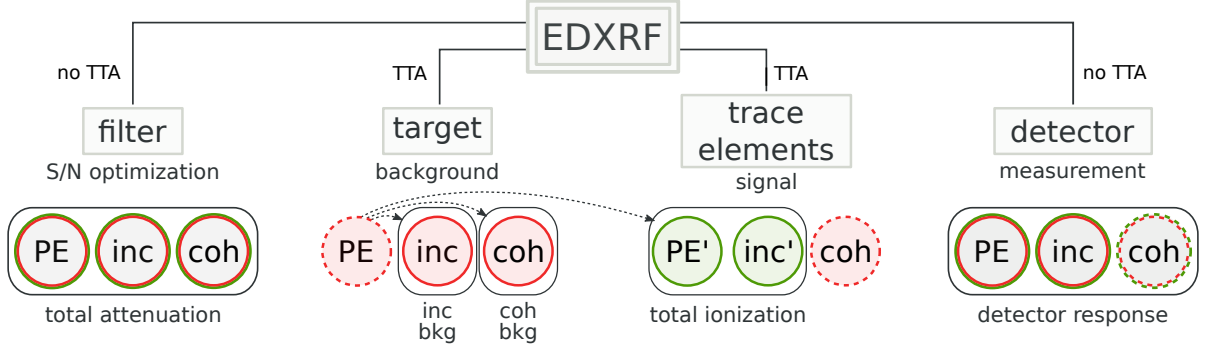 EDXRF
no TTA
TTA
TTA
no TTA
filter
target
trace
elements
detector
S/N optimization
background
signal
measurement
PE inc coh
PE inc coh
PE' inc' coh
PE inc coh
total attenuation
inc
bkg
coh
bkg
total ionization
detector response